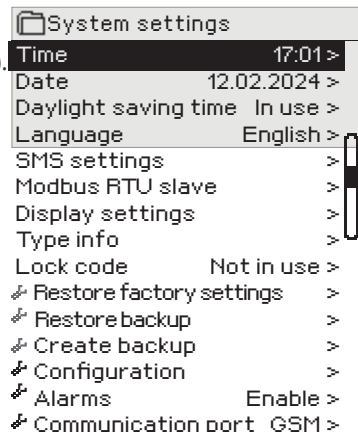 System settings
Time 17:01 >
Date 12.02.2024 >
Daylight saving time In use >
Language English >
SMS settings >
Modbus RTU slave >
Display settings >
Type info >
Lock code Not in use >
Restore factory settings >
Restore backup >
Create backup >
Configuration >
Alarms Enable >
Communication port GSM >